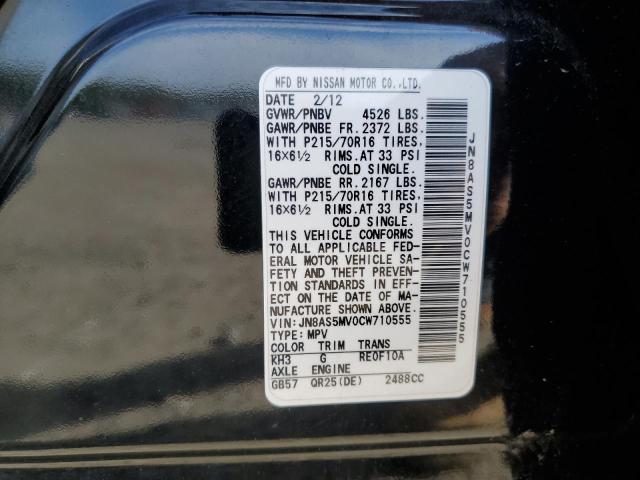 MFD BY NISSAN MOTOR CO.,LTD.
DATE 2/12
GVWR/PNBV 4526 LBS.
GAWR/PNBE FR. 2372 LBS.
WITH P215/70R16 TIRES,
16×6½ RIMS. AT 33 PSI
COLD SINGLE.
GAWR/PNBE RR. 2167 LBS.
WITH P215/70R16 TIRES,
16×6½ RIMS. AT 33 PSI
COLD SINGLE.
THIS VEHICLE CONFORMS
TO ALL APPLICABLE FED-
ERAL MOTOR VEHICLE SA-
FETY AND THEFT PREVEN-
TION STANDARDS IN EFF-
ECT ON THE DATE OF MA-
NUFACTURE SHOWN ABOVE.
VIN:JN8AS5MV0CW710555
TYPE:MPV
COLOR TRIM TRANS
KH3 G RE0F10A
AXLE ENGINE
GB57 QR25(DE) 2488CC
JN8AS5MV0CW710555